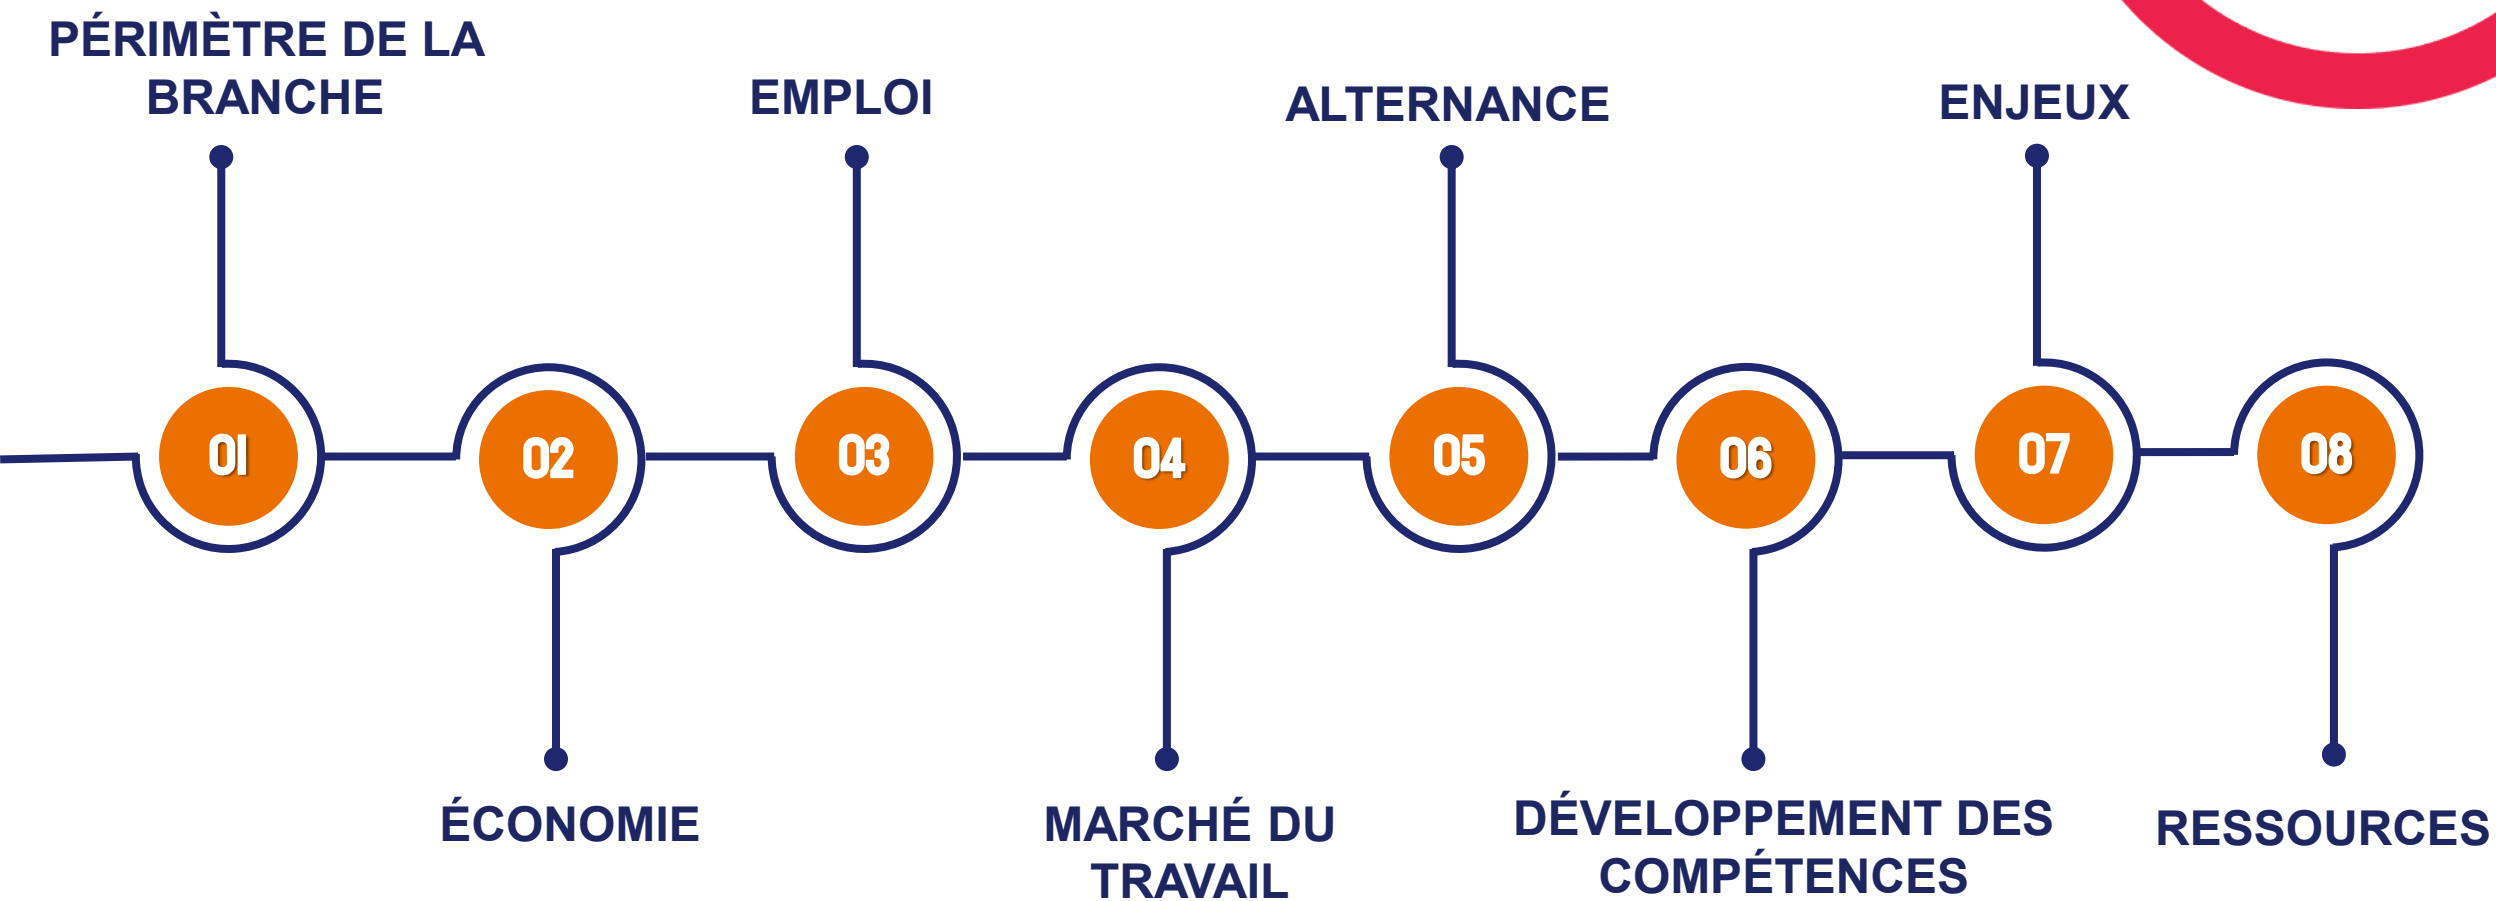 PÉRIMÈTRE DE LA
BRANCHE
EMPLOI
ALTERNANCE
ENJEUX
01
02
03
04
05
06
07
08
ÉCONOMIE
MARCHÉ DU
TRAVAIL
DÉVELOPPEMENT DES
COMPÉTENCES
RESSOURCES